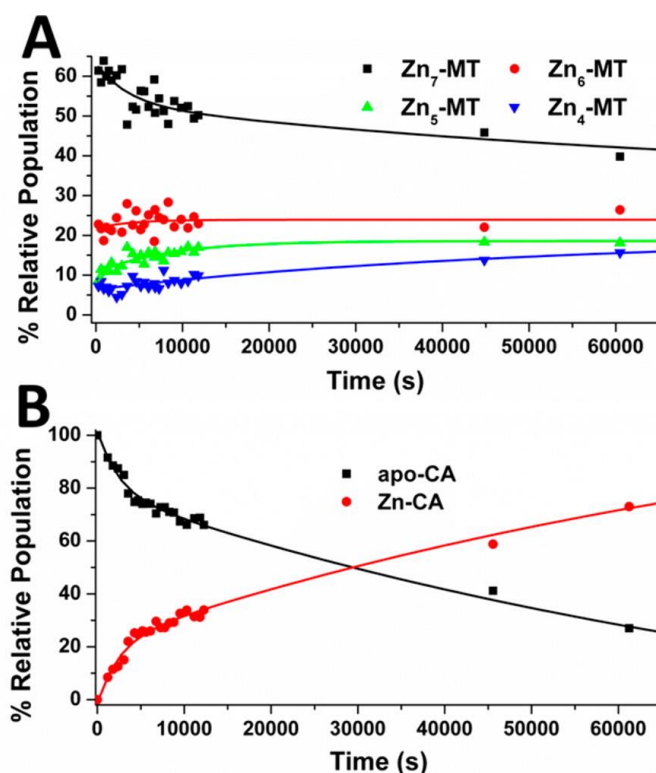 A
Zn7-MT
Zn6-MT
Zn5-MT
Zn4-MT
% Relative Population
60
50
40
30
20
10
0
0 10000 20000 30000 40000 50000 60000
Time (s)
B
apo-CA
Zn-CA
% Relative Population
100
80
60
40
20
0
0 10000 20000 30000 40000 50000 60000
Time (s)